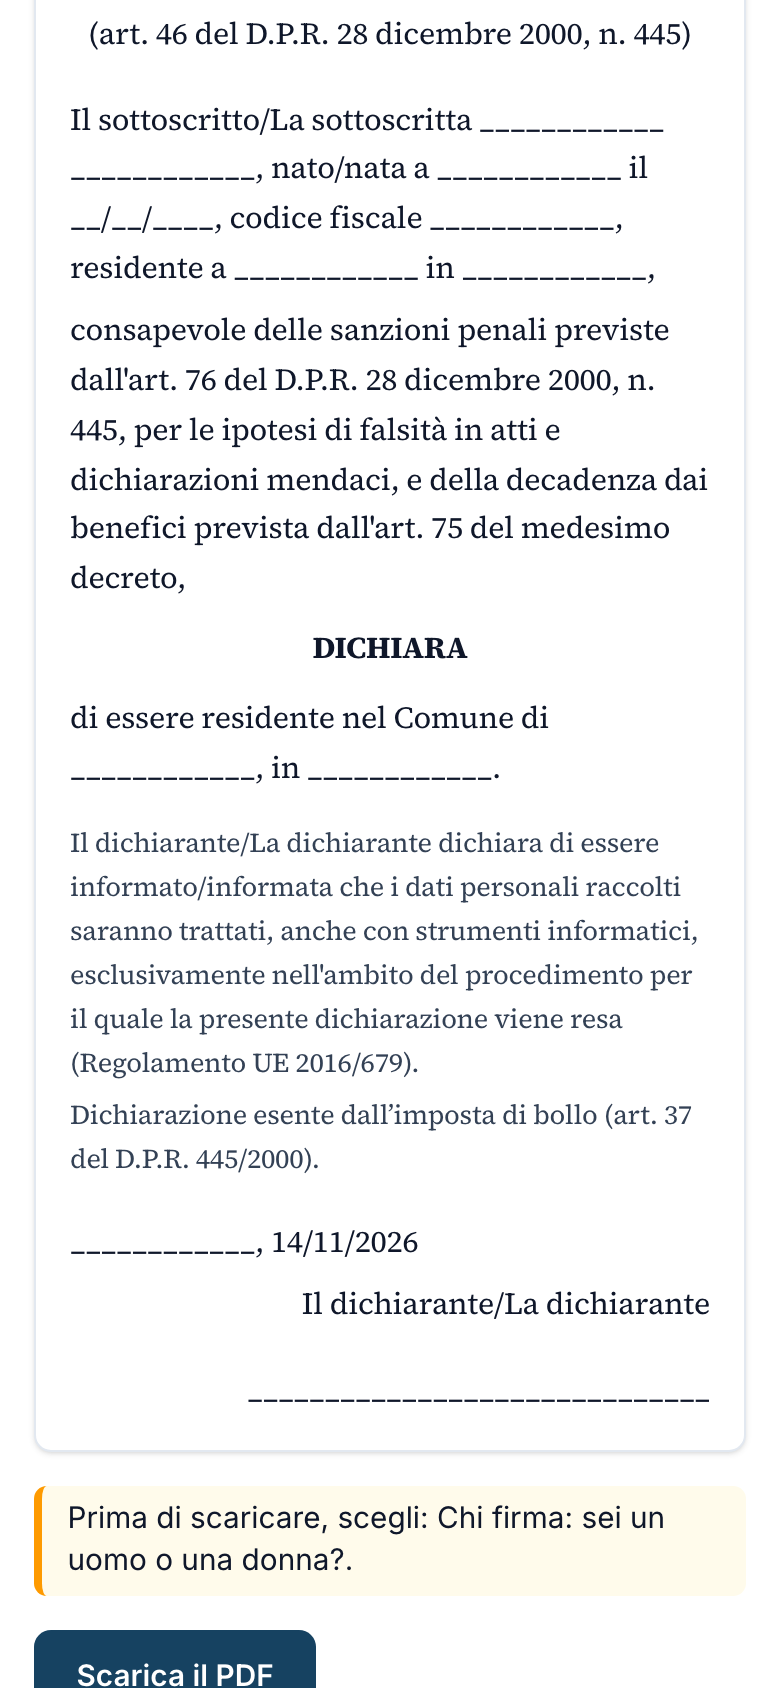 (art. 46 del D.P.R. 28 dicembre 2000, n. 445)
Il sottoscritto/La sottoscritta ____________
____________, nato/nata a ____________ il
__/__/____, codice fiscale ____________,
residente a ____________ in ____________,
consapevole delle sanzioni penali previste
dall'art. 76 del D.P.R. 28 dicembre 2000, n.
445, per le ipotesi di falsità in atti e
dichiarazioni mendaci, e della decadenza dai
benefici prevista dall'art. 75 del medesimo
decreto,
DICHIARA
di essere residente nel Comune di
____________, in ____________.
Il dichiarante/La dichiarante dichiara di essere
informato/informata che i dati personali raccolti
saranno trattati, anche con strumenti informatici,
esclusivamente nell'ambito del procedimento per
il quale la presente dichiarazione viene resa
(Regolamento UE 2016/679).
Dichiarazione esente dall’imposta di bollo (art. 37
del D.P.R. 445/2000).
____________, 14/11/2026
Il dichiarante/La dichiarante
______________________________
Prima di scaricare, scegli: Chi firma: sei un
uomo o una donna?.
Scarica il PDF